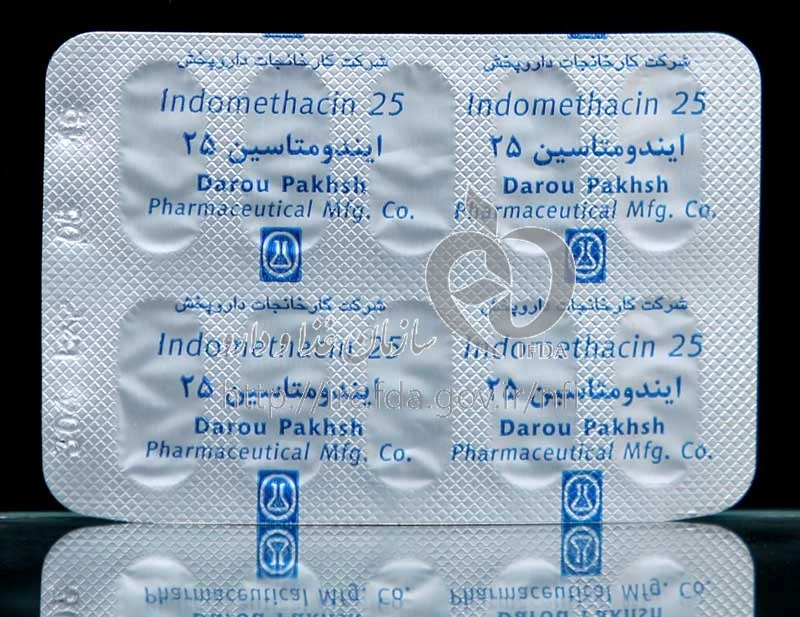 شرکت کارخانجات داروپخش
Indomethacin 25
ایندومتاسین ۲۵
Darou Pakhsh
Pharmaceutical Mfg. Co.
شرکت کارخانجات داروپخش
Indomethacin 25
ایندومتاسین ۲۵
Darou Pakhsh
Pharmaceutical Mfg. Co.
شرکت کارخانجات داروپخش
Indomethacin 25
ایندومتاسین ۲۵
Darou Pakhsh
Pharmaceutical Mfg. Co.
شرکت کارخانجات داروپخش
Indomethacin 25
ایندومتاسین ۲۵
Darou Pakhsh
Pharmaceutical Mfg. Co.
سازمان غذا و دارو
IFDA